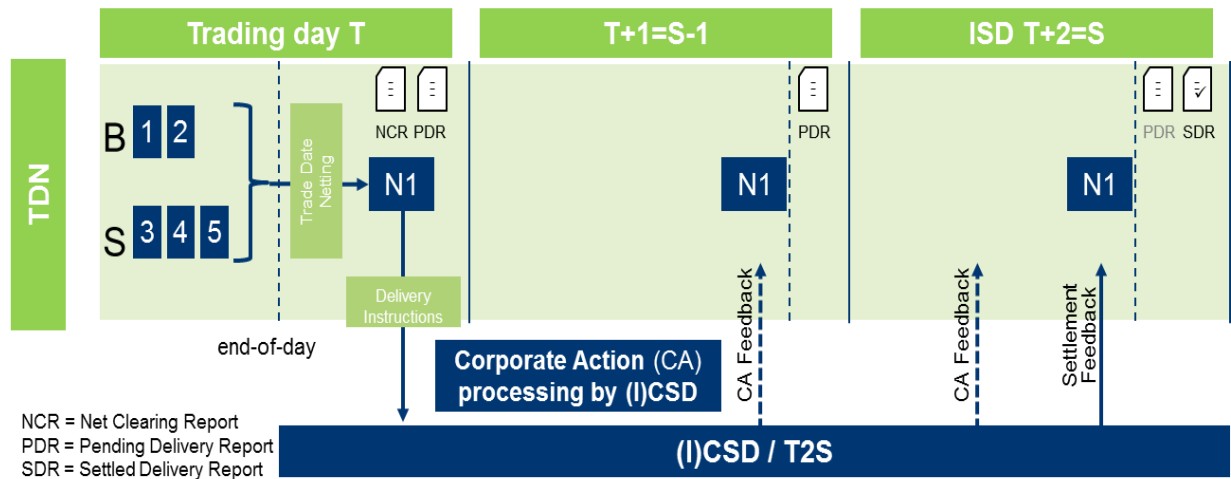 Trading day T
T+1=S-1
ISD T+2=S
TDN
B
1
2
S
3
4
5
Trade Date
Netting
NCR
PDR
N1
PDR
N1
PDR
SDR
N1
Delivery
Instructions
end-of-day
Corporate Action (CA)
processing by (I)CSD
CA Feedback
CA Feedback
Settlement
Feedback
NCR = Net Clearing Report
PDR = Pending Delivery Report
SDR = Settled Delivery Report
(I)CSD / T2S